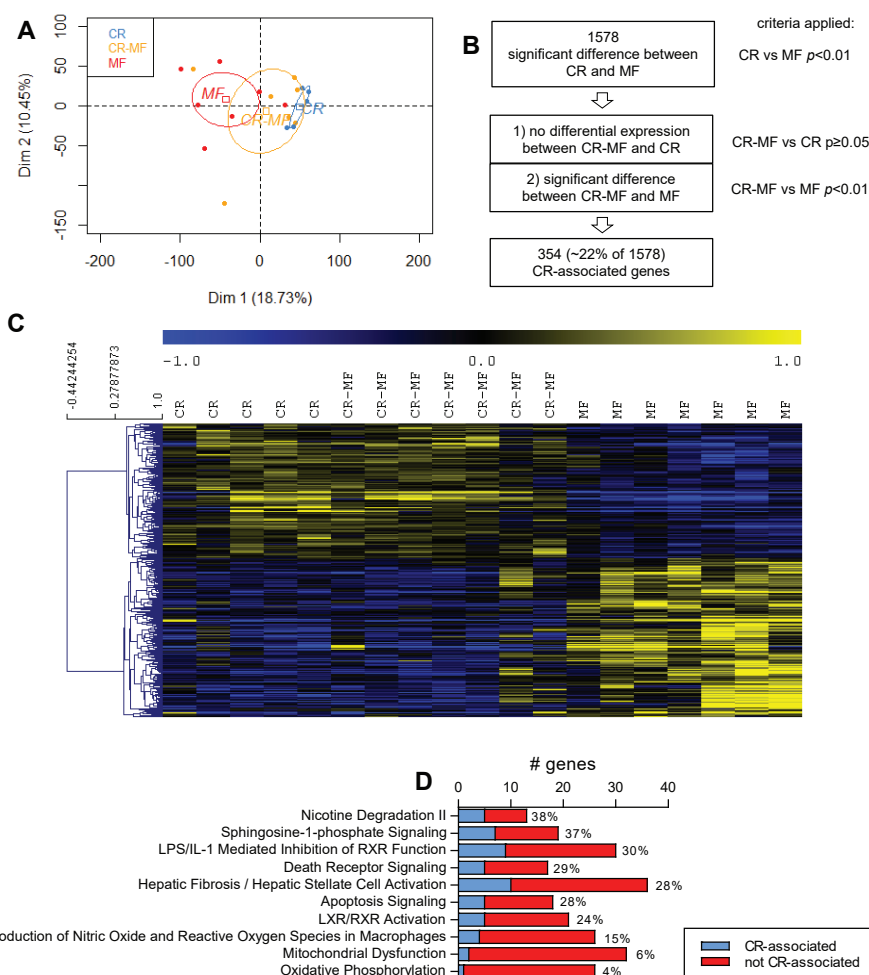 A
CR
CR-MF
MF
100
50
0
-50
-150
Dim 2 (10.45%)
MF
CR-MF
CR
-200
-100
0
100
200
Dim 1 (18.73%)
B
criteria applied:
1578
significant difference between
CR and MF
CR vs MF p<0.01
1) no differential expression
between CR-MF and CR
CR-MF vs CR p≥0.05
2) significant difference
between CR-MF and MF
CR-MF vs MF p<0.01
354 (~22% of 1578)
CR-associated genes
C
-1.0 0.0 1.0
-0.44244254
0.27877873
1.0
CR CR CR CR CR CR-MF CR-MF CR-MF CR-MF CR-MF CR-MF CR-MF MF MF MF MF MF MF MF
D
# genes
0 10 20 30 40
Nicotine Degradation II 38%
Sphingosine-1-phosphate Signaling 37%
LPS/IL-1 Mediated Inhibition of RXR Function 30%
Death Receptor Signaling 29%
Hepatic Fibrosis / Hepatic Stellate Cell Activation 28%
Apoptosis Signaling 28%
LXR/RXR Activation 24%
oduction of Nitric Oxide and Reactive Oxygen Species in Macrophages 15%
Mitochondrial Dysfunction 6%
Oxidative Phosphorylation 4%
CR-associated
not CR-associated